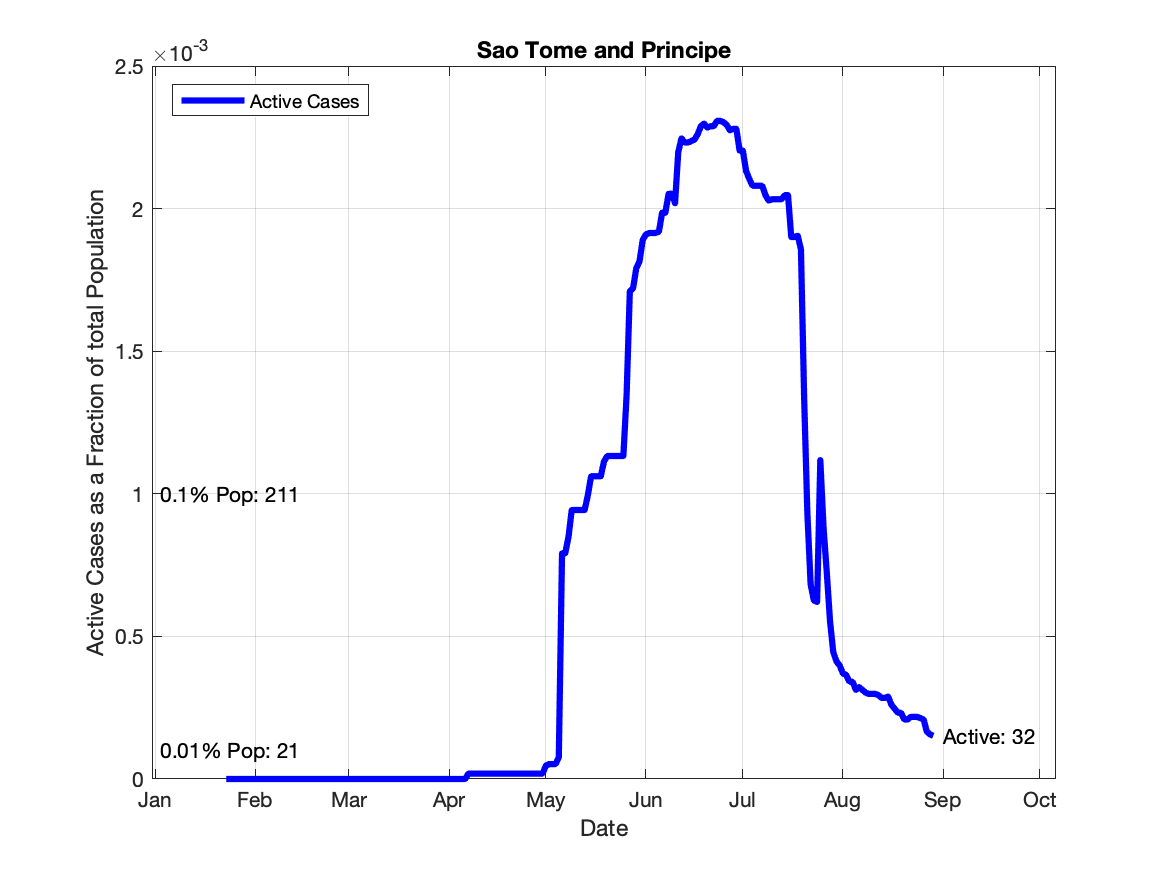 Sao Tome and Principe
×10-3
2.5
2
1.5
1
0.5
0
Active Cases as a Fraction of total Population
Active Cases
0.1% Pop: 211
0.01% Pop: 21
Active: 32
Jan Feb Mar Apr May Jun Jul Aug Sep Oct
Date